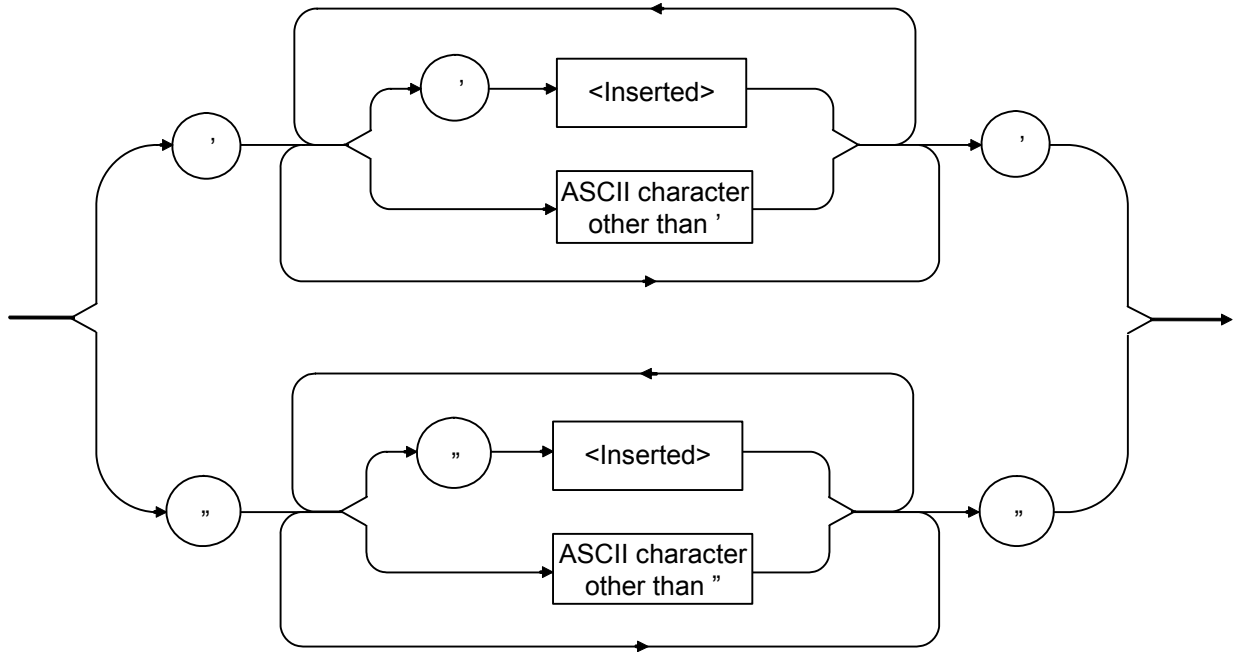 ’
<Inserted>
’
’
ASCII character
other than ’
”
<Inserted>
”
”
ASCII character
other than ”